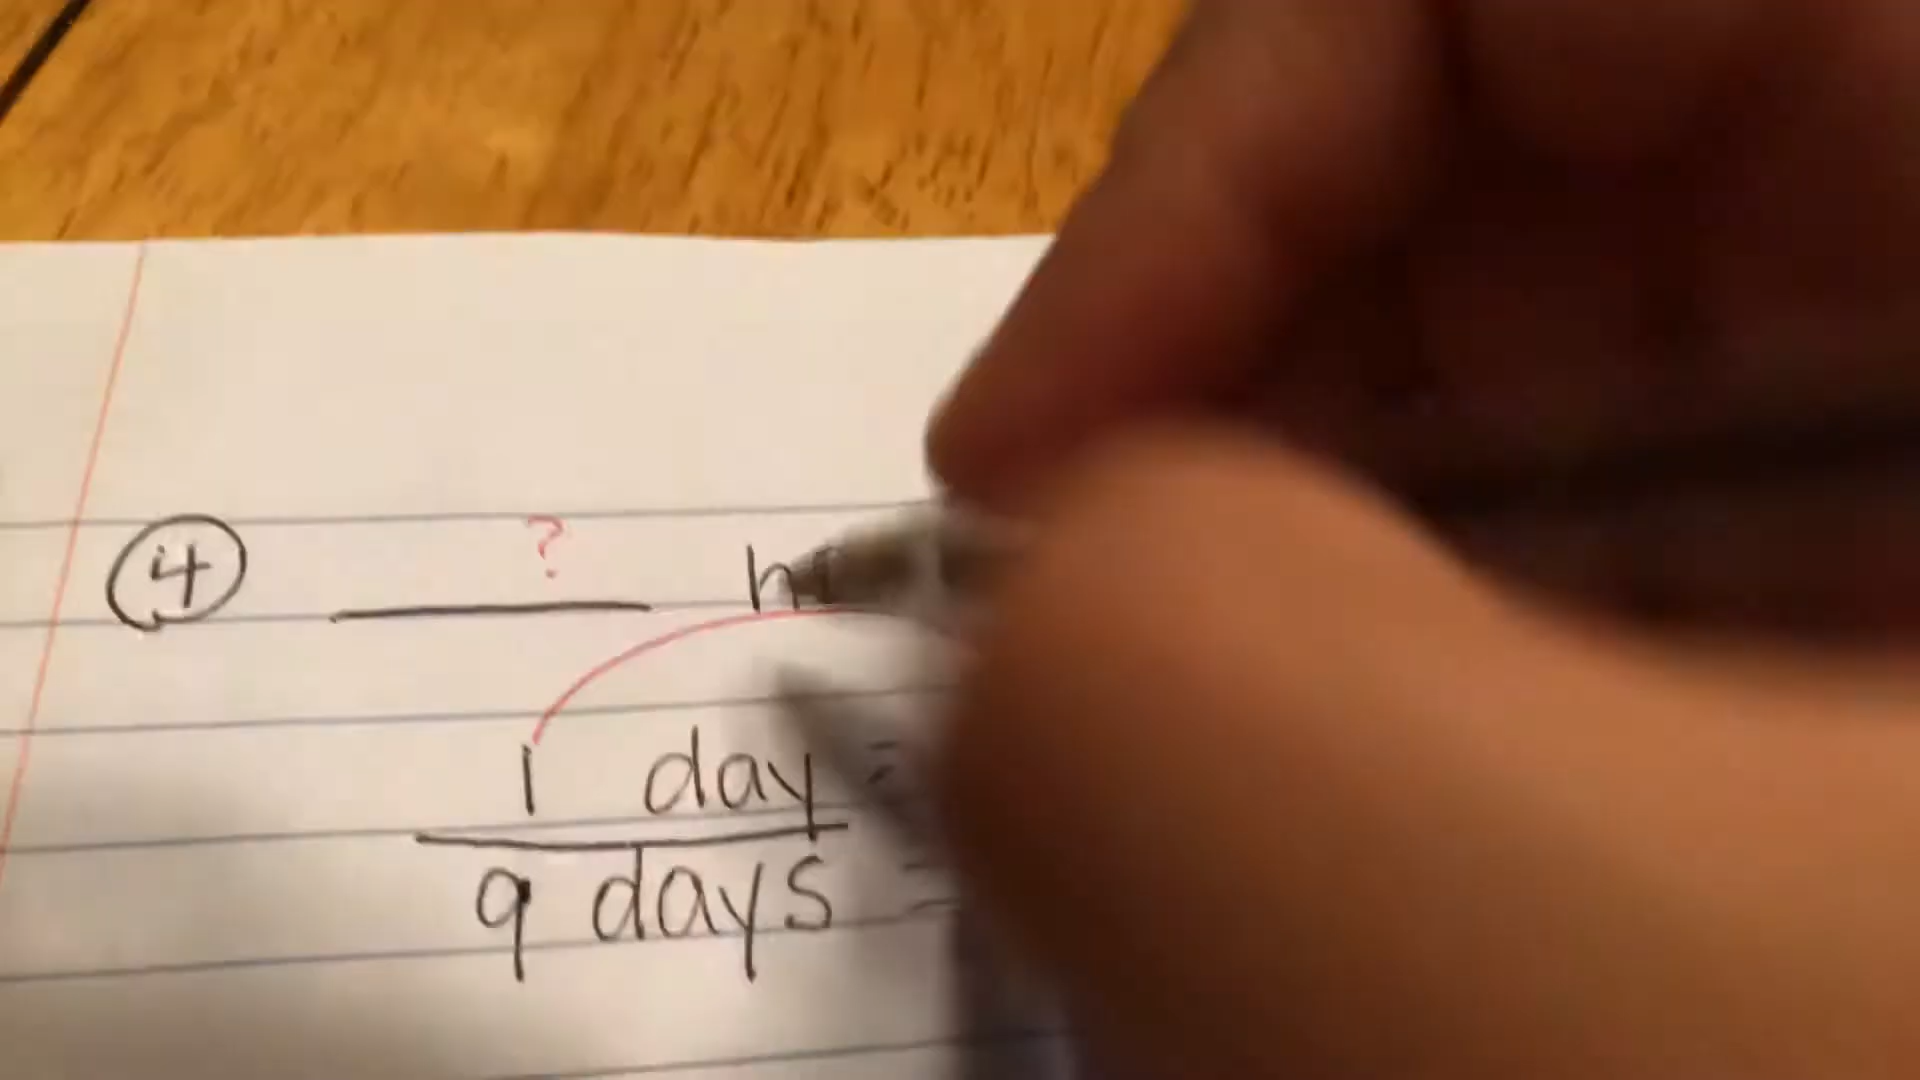 ④ ?
1 day =
9 days =